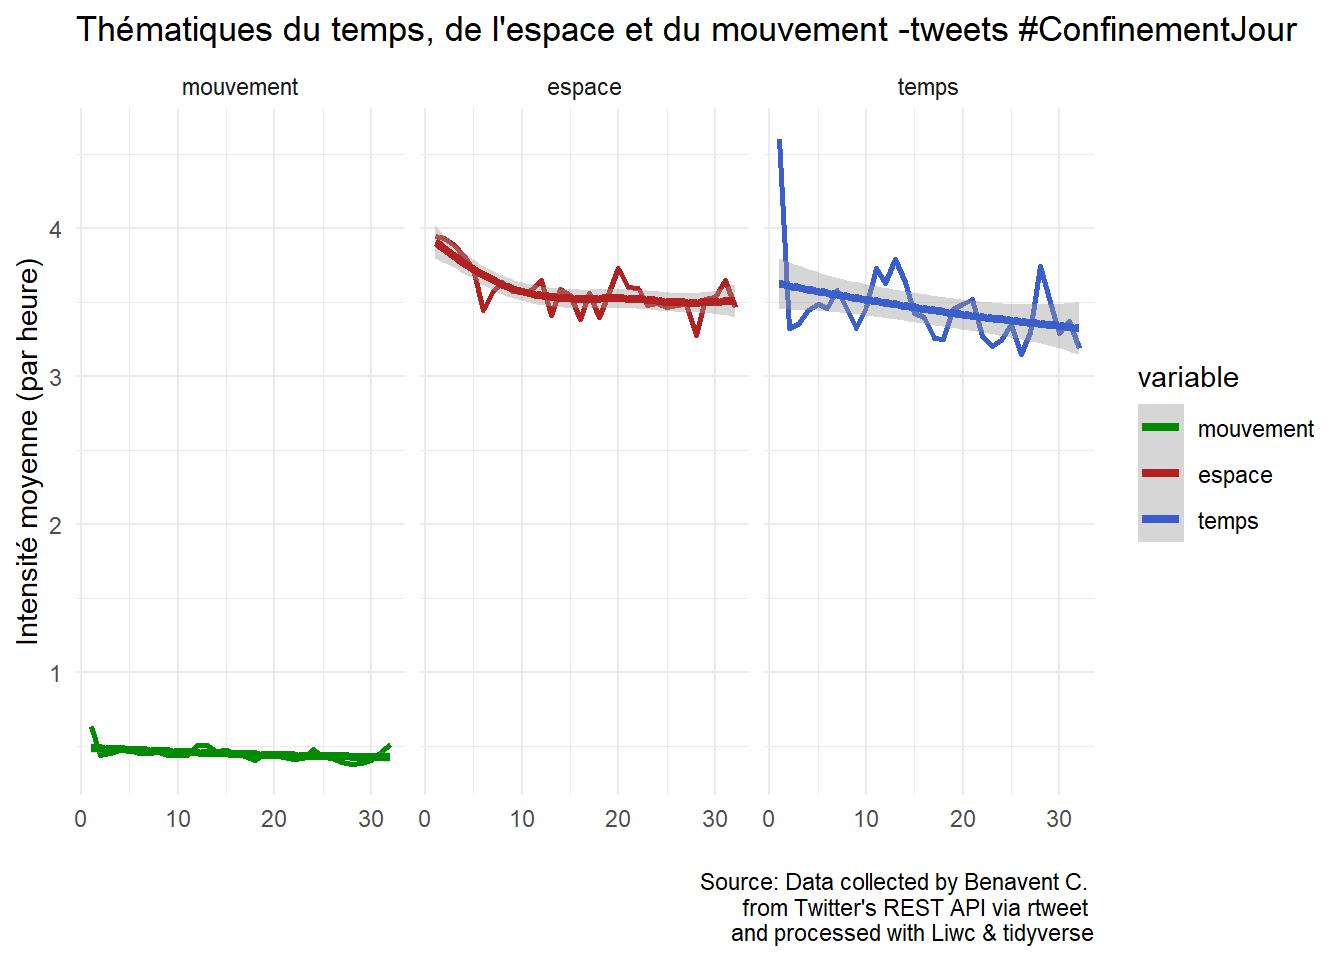 Thématiques du temps, de l'espace et du mouvement -tweets #ConfinementJour
mouvement
espace
temps
Intensité moyenne (par heure)
4
3
2
1
0 10 20 30
0 10 20 30
0 10 20 30
variable
mouvement
espace
temps
Source: Data collected by Benavent C.
from Twitter's REST API via rtweet
and processed with Liwc & tidyverse